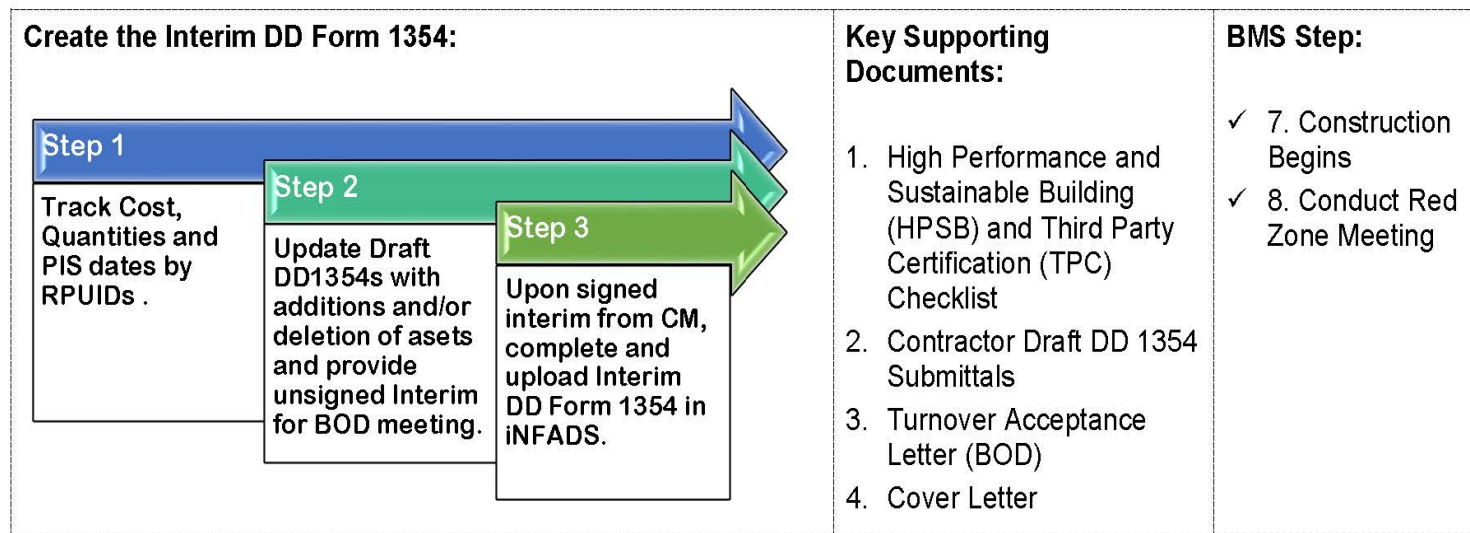 Create the Interim DD Form 1354:
Step 1
Track Cost,
Quantities and
PIS dates by
RPUIDs .
Step 2
Update Draft
DD1354s with
additions and/or
deletion of asets
and provide
unsigned Interim
for BOD meeting.
Step 3
Upon signed
interim from CM,
complete and
upload Interim
DD Form 1354 in
iNFADS.
Key Supporting
Documents:
1. High Performance and
Sustainable Building
(HPSB) and Third Party
Certification (TPC)
Checklist
2. Contractor Draft DD 1354
Submittals
3. Turnover Acceptance
Letter (BOD)
4. Cover Letter
BMS Step:
✓ 7. Construction
Begins
✓ 8. Conduct Red
Zone Meeting